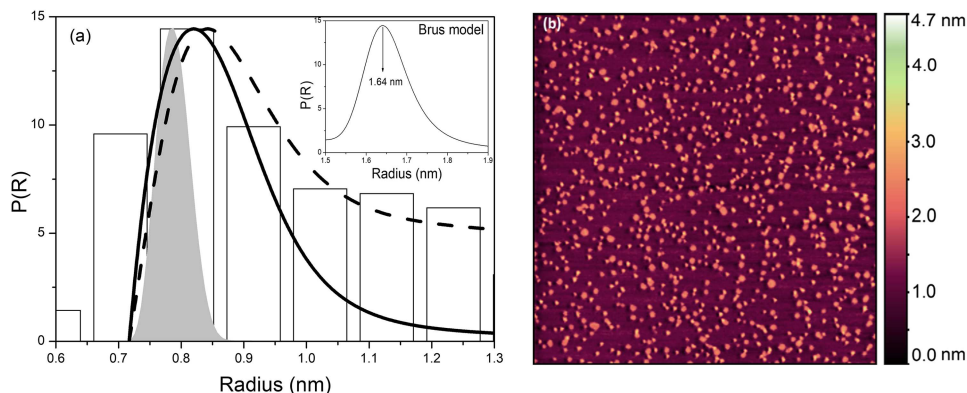 (a)
P(R)
15
10
5
0
0.6 0.7 0.8 0.9 1.0 1.1 1.2 1.3
Radius (nm)
Brus model
P(R)
15
10
5
0
1.64 nm
1.5 1.6 1.7 1.8 1.9
Radius (nm)
(b)
4.7 nm
4.0
3.0
2.0
1.0
0.0 nm